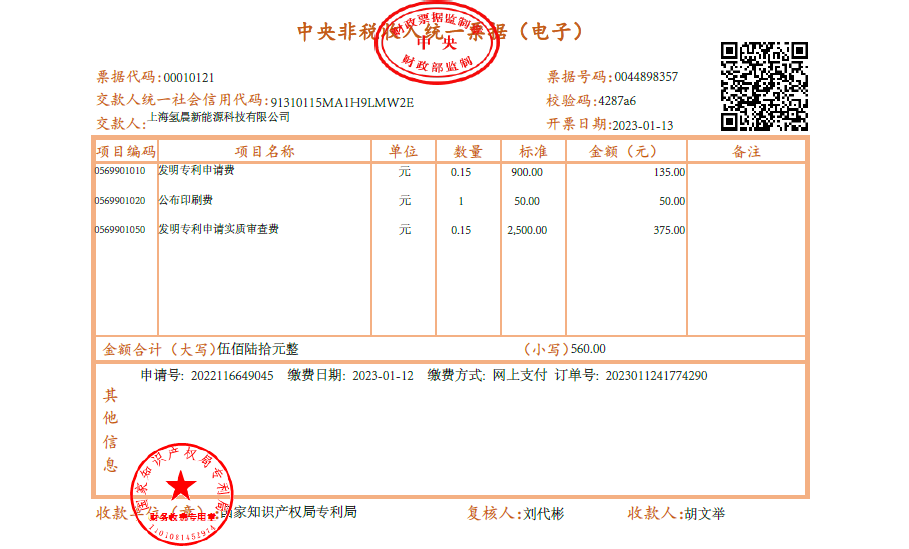 中央非税收入统一票据（电子）
财政票据监制章
中央
财政部监制
票据代码:00010121
票据号码:0044898357
交款人统一社会信用代码:91310115MA1H9LMW2E
校验码:4287a6
交款人:上海氢晨新能源科技有限公司
开票日期:2023-01-13
项目编码 项目名称 单位 数量 标准 金额（元） 备注
0569901010 发明专利申请费 元 0.15 900.00 135.00
0569901020 公布印刷费 元 1 50.00 50.00
0569901050 发明专利申请实质审查费 元 0.15 2,500.00 375.00
金额合计（大写)伍佰陆拾元整 （小写)560.00
其他信息
申请号: 2022116649045 缴费日期: 2023-01-12 缴费方式: 网上支付 订单号: 2023011241774290
国家知识产权局专利局
财务收费专用章
收款单位（章）:国家知识产权局专利局 复核人:刘代彬 收款人:胡文举